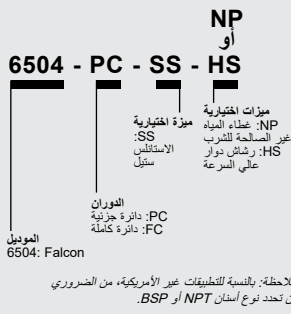 NP
أو
6504 - PC - SS - HS
ميزات اختيارية
NP: غطاء المياه
غير الصالحة للشرب
HS: رشاش دوار
عالي السرعة
ميزة اختيارية
SS:
الاستانلس
ستيل
الدوران
PC: دائرة جزئية
FC: دائرة كاملة
الموديل
6504: Falcon
لاحظة: بالنسبة للتطبيقات غير الأمريكية، من الضروري
ن تحدد نوع أسنان NPT أو BSP.